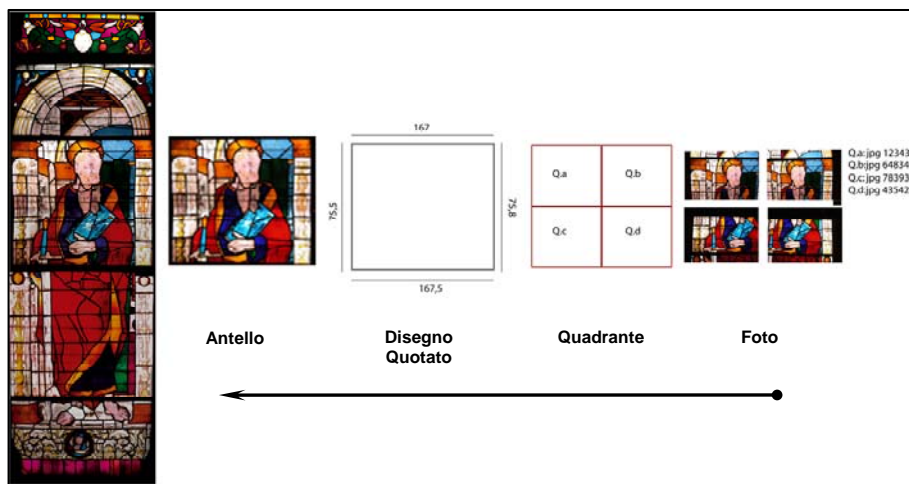 167
75,5
75,8
167,5
Q.a
Q.b
Q.c
Q.d
Q.a:jpg 12343
Q.b:jpg 64834
Q.c:jpg 78393
Q.d:jpg 43542
Antello
Disegno
Quotato
Quadrante
Foto